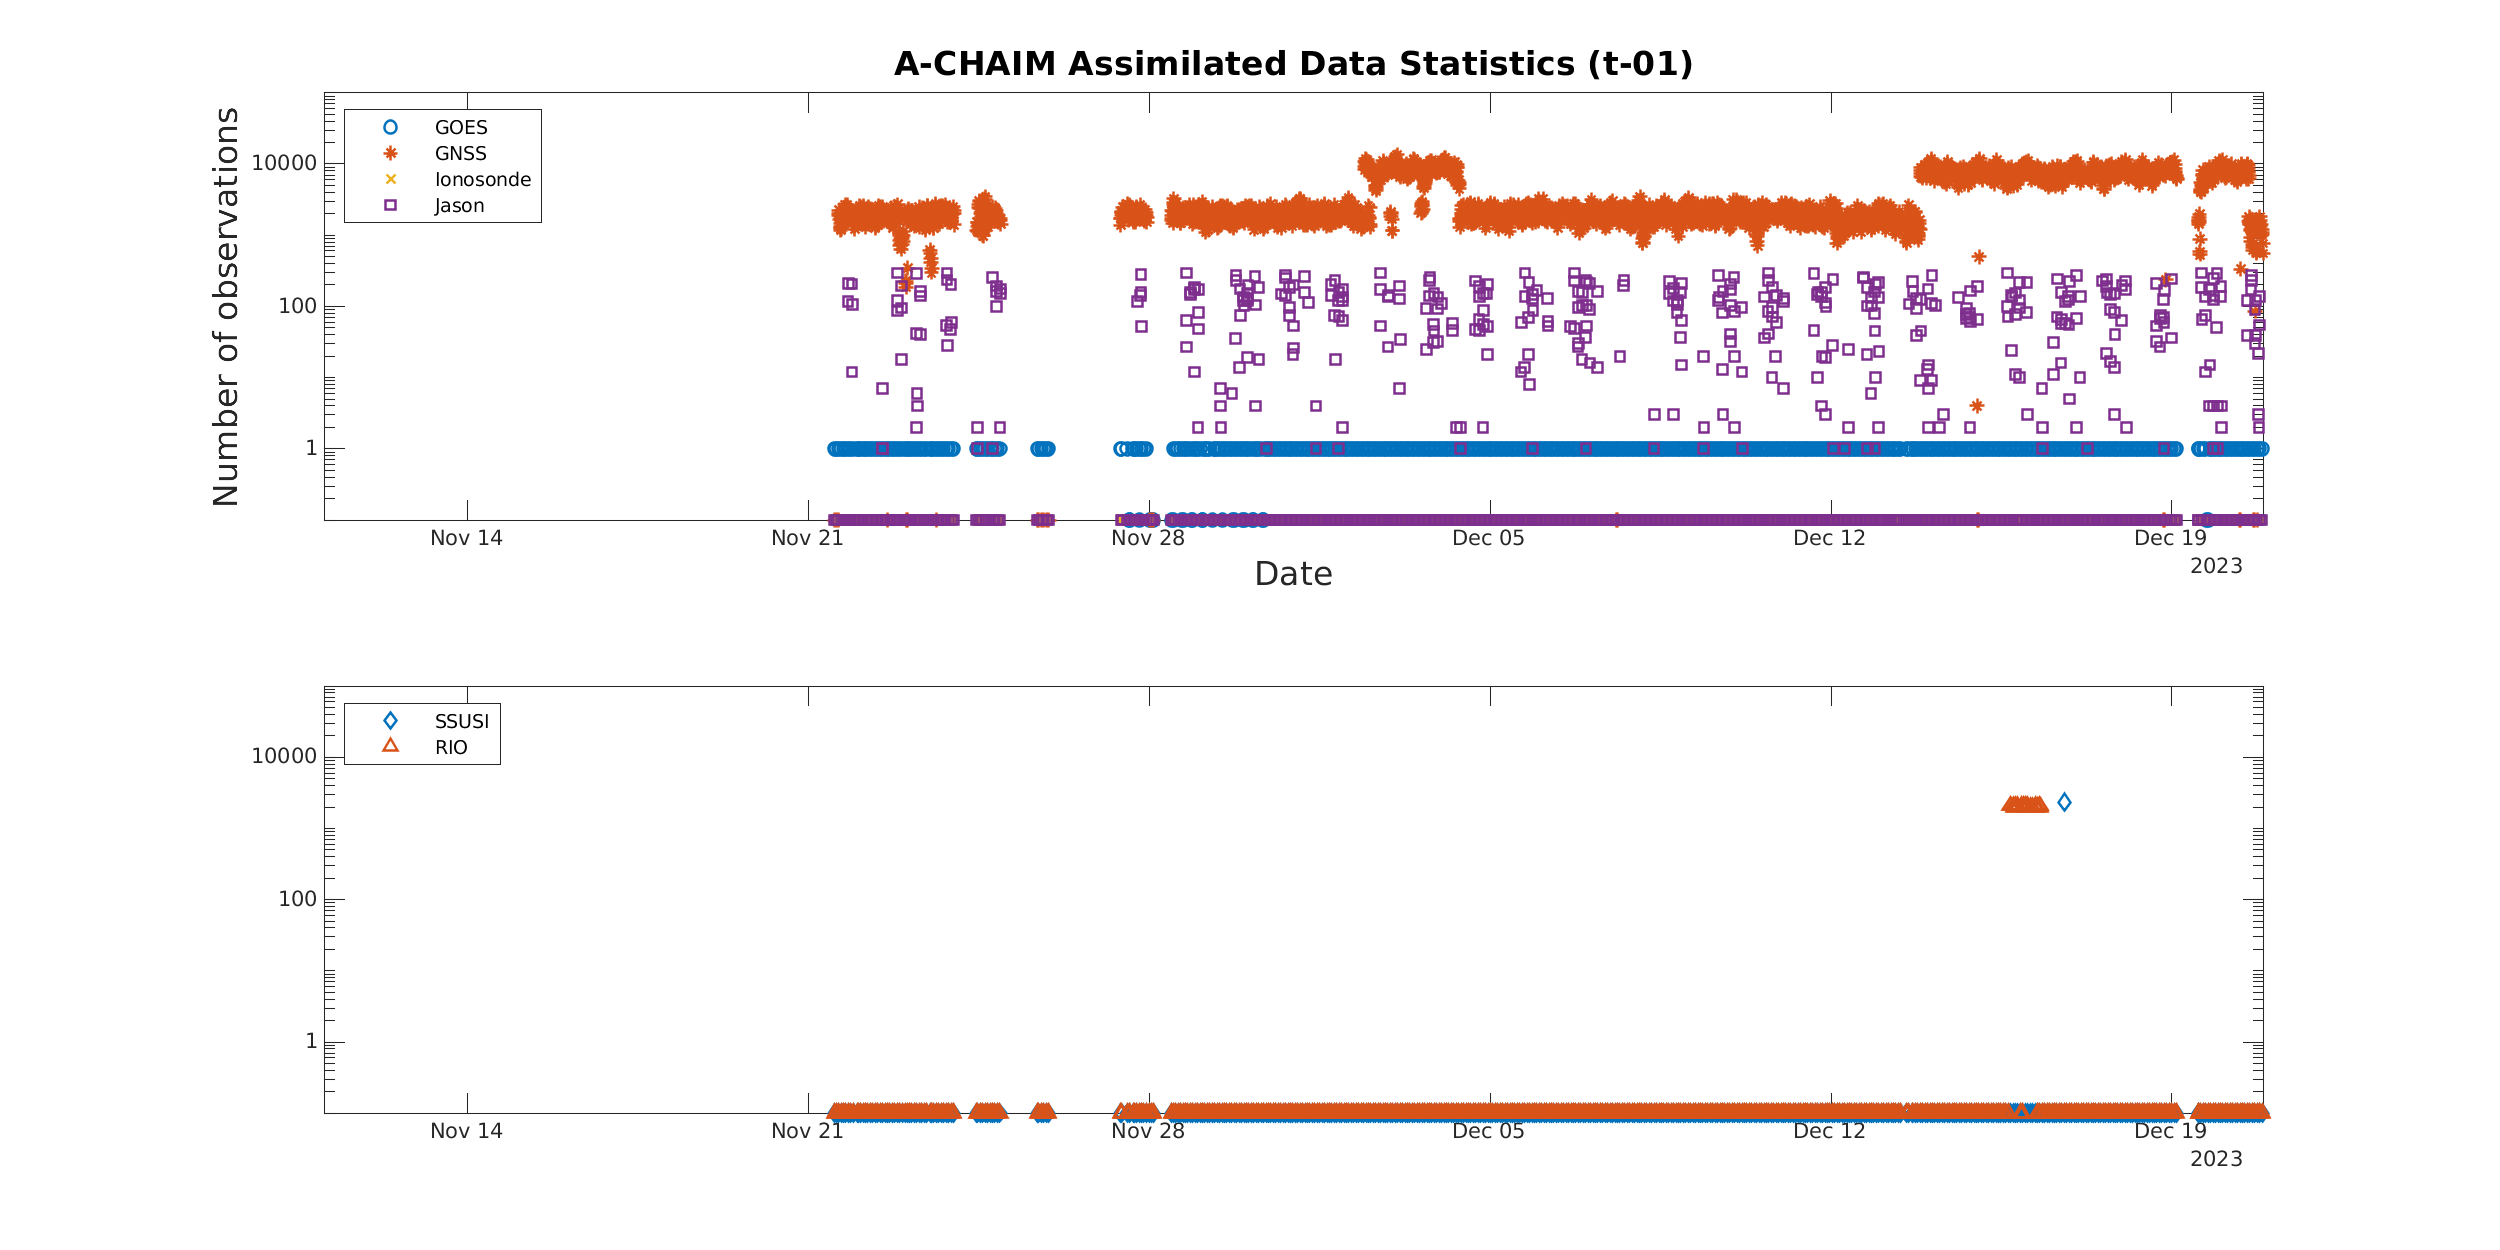 A-CHAIM Assimilated Data Statistics (t-01)
GOES
GNSS
Ionosonde
Jason
Number of observations
10000
100
1
Nov 14 Nov 21 Nov 28 Dec 05 Dec 12 Dec 19
2023
Date
SSUSI
RIO
10000
100
1
Nov 14 Nov 21 Nov 28 Dec 05 Dec 12 Dec 19
2023